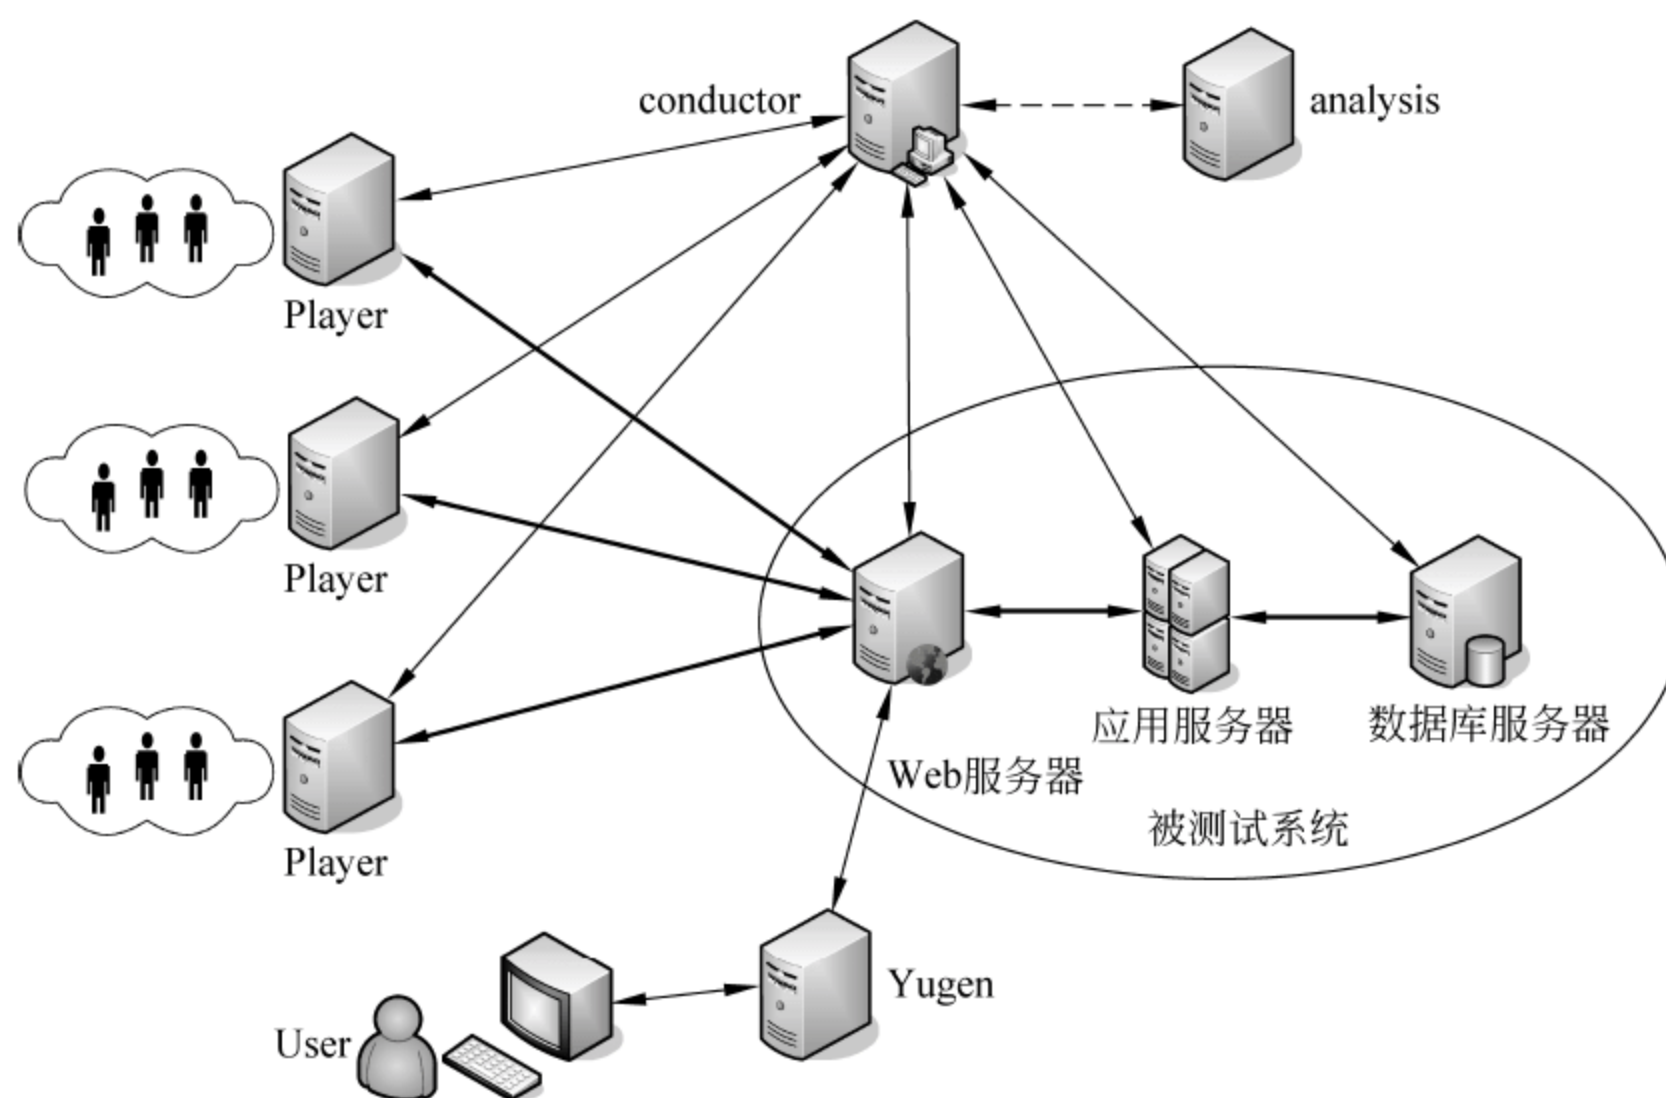 conductor
analysis
Player
Player
应用服务器
数据库服务器
Web服务器
被测试系统
Player
Yugen
User